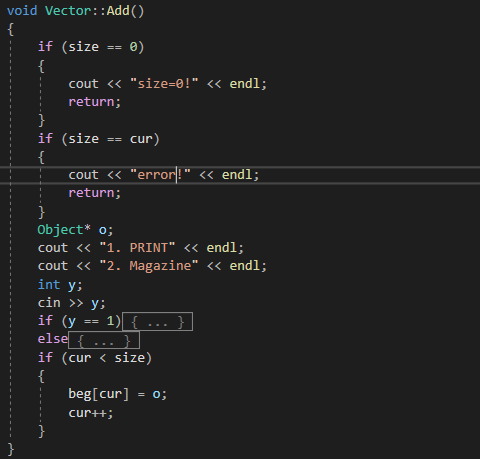 void Vector::Add()
{
if (size == 0)
{
cout << "size=0!" << endl;
return;
}
if (size == cur)
{
cout << "error!" << endl;
return;
}
Object* o;
cout << "1. PRINT" << endl;
cout << "2. Magazine" << endl;
int y;
cin >> y;
if (y == 1){ ... }
else{ ... }
if (cur < size)
{
beg[cur] = o;
cur++;
}
}